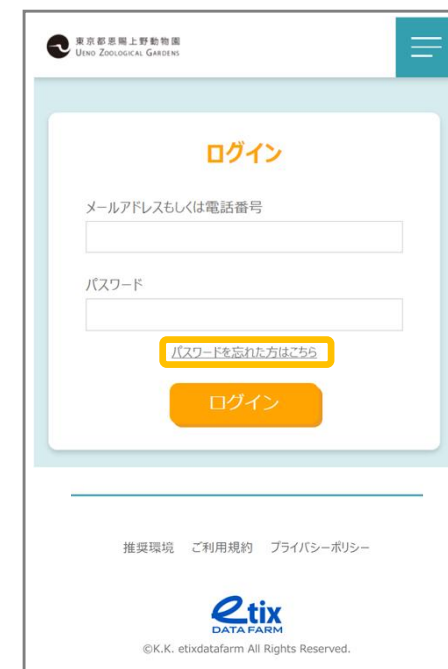 東京都恩賜上野動物園
UENO ZOOLOGICAL GARDENS
ログイン
メールアドレスもしくは電話番号
パスワード
パスワードを忘れた方はこちら
ログイン
推奨環境 ご利用規約 プライバシーポリシー
etix
DATA FARM
©K.K. etixdatafarm All Rights Reserved.